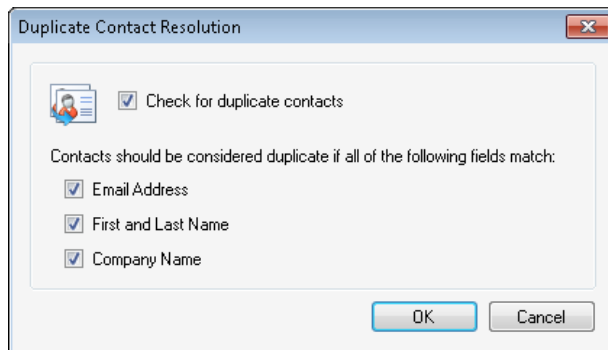 Duplicate Contact Resolution
Check for duplicate contacts
Contacts should be considered duplicate if all of the following fields match:
Email Address
First and Last Name
Company Name
OK Cancel